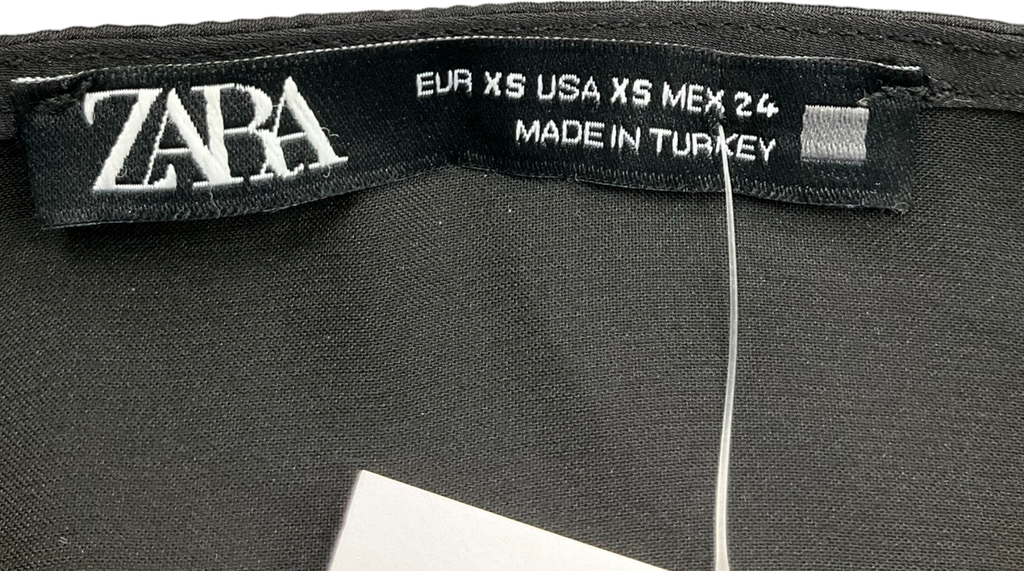 ZARA
EUR XS USA XS MEX 24
MADE IN TURKEY